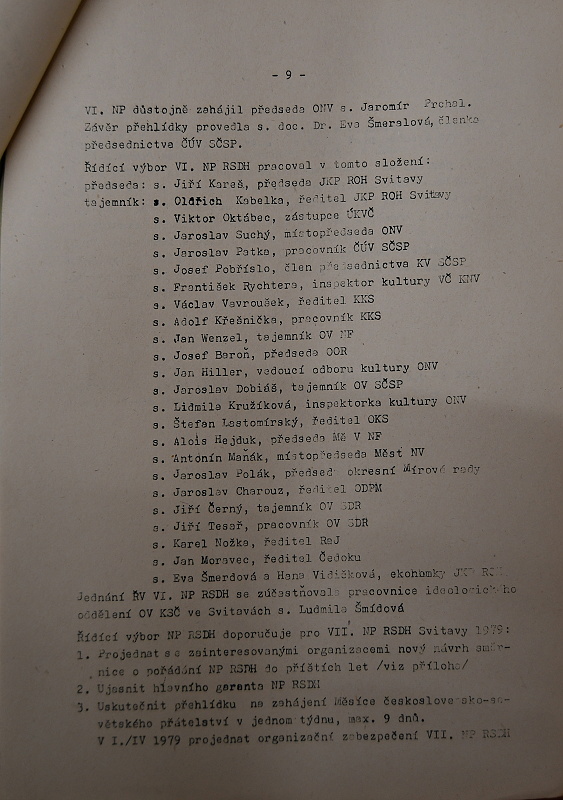 - 9 -
VI. NP důstojně zahájil předseda ONV s. Jaromír Prchal.
Závěr přehlídky provedla s. doc. Dr. Eva Šmeralová, členka
předsednictva ČÚV SČSP.
Řídící výbor VI. NP RSDH pracoval v tomto složení:
předseda: s. Jiří Kareš, předseda JKP ROH Svitavy
tajemník: s. Oldřich Kabelka, ředitel JKP ROH Svitavy
s. Viktor Oktábec, zástupce ÚKVČ
s. Jaroslav Suchý, místopředseda ONV
s. Jaroslav Patka, pracovník ČÚV SČSP
s. Josef Pobříslo, člen předsednictva KV SČSP
s. František Rychtera, inspektor kultury VČ KNV
s. Václav Vavroušek, ředitel KKS
s. Adolf Křešnička, pracovník KKS
s. Jan Wenzel, tajemník OV NF
s. Josef Baroň, předseda OOR
s. Jan Hiller, vedoucí odboru kultury ONV
s. Jaroslav Dobiáš, tajemník OV SČSP
s. Lidmila Kružíková, inspektorka kultury ONV
s. Štefan Lastomírský, ředitel OKS
s. Alois Hejduk, předseda Mě V NF
s. Antonín Maňák, místopředseda Měst NV
s. Jaroslav Polák, předseda okresní Mírové rady
s. Jaroslav Charouz, ředitel ODPM
s. Jiří Černý, tajemník OV SDR
s. Jiří Tesař, pracovník OV SDR
s. Karel Nožka, ředitel RaJ
s. Jan Moravec, ředitel Čedoku
s. Eva Šmerdová a Hana Vidičková, ekonomky JKP
Jednání ŘV VI. NP RSDH se zúčastňovala pracovnice ideologického
oddělení OV KSČ ve Svitavách s. Ludmila Šmídová
Řídící výbor NP RSDH doporučuje pro VII. NP RSDH Svitavy 1979:
1. Projednat se zainteresovanými organizacemi nový návrh směr-
nice o pořádání NP RSDH do příštích let /viz příloha/
2. Ujasnit hlavního garanta NP RSDH
3. Uskutečnit přehlídku na zahájení Měsíce československo-so-
větského přátelství v jednom týdnu, max. 9 dnů.
V I./IV 1979 projednat organizační zabezpečení VII. NP RSDH